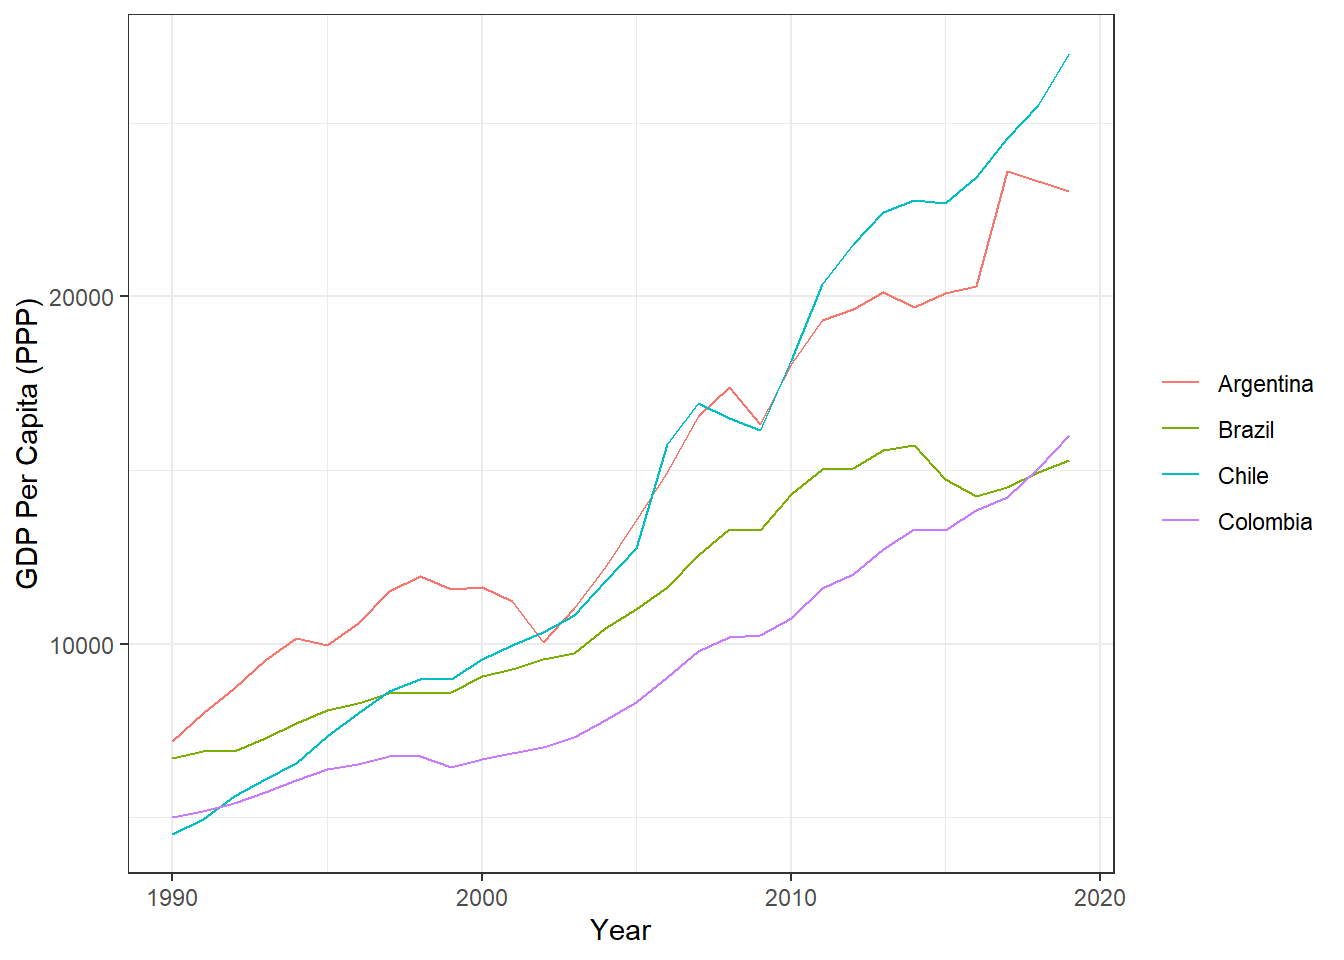 GDP Per Capita (PPP)
20000
10000
1990 2000 2010 2020
Year
Argentina
Brazil
Chile
Colombia